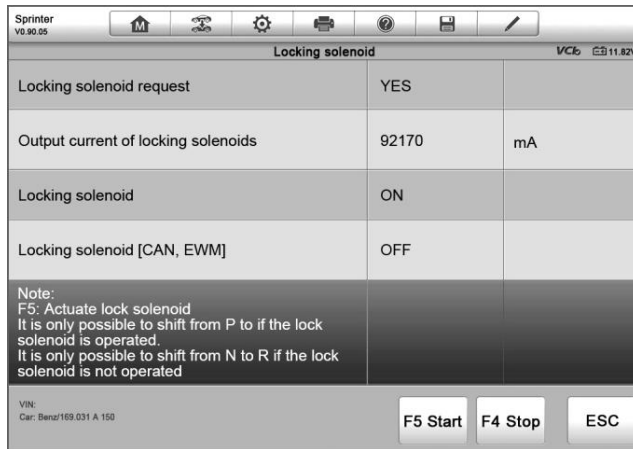 Sprinter
V0.90.05
Locking solenoid
VCI
11.82V
Locking solenoid request YES
Output current of locking solenoids 92170 mA
Locking solenoid ON
Locking solenoid [CAN, EWM] OFF
Note:
F5: Actuate lock solenoid
It is only possible to shift from P to if the lock
solenoid is operated.
It is only possible to shift from N to R if the lock
solenoid is not operated
VIN:
Car: Benz/169.031 A 150
F5 Start F4 Stop ESC